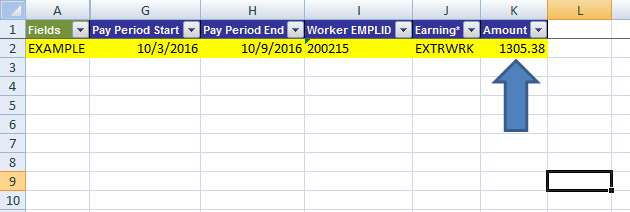 A G H I J K L
1 Fields Pay Period Start Pay Period End Worker EMPLID Earning* Amount
2 EXAMPLE 10/3/2016 10/9/2016 200215 EXTRWRK 1305.38
3
4
5
6
7
8
9
10